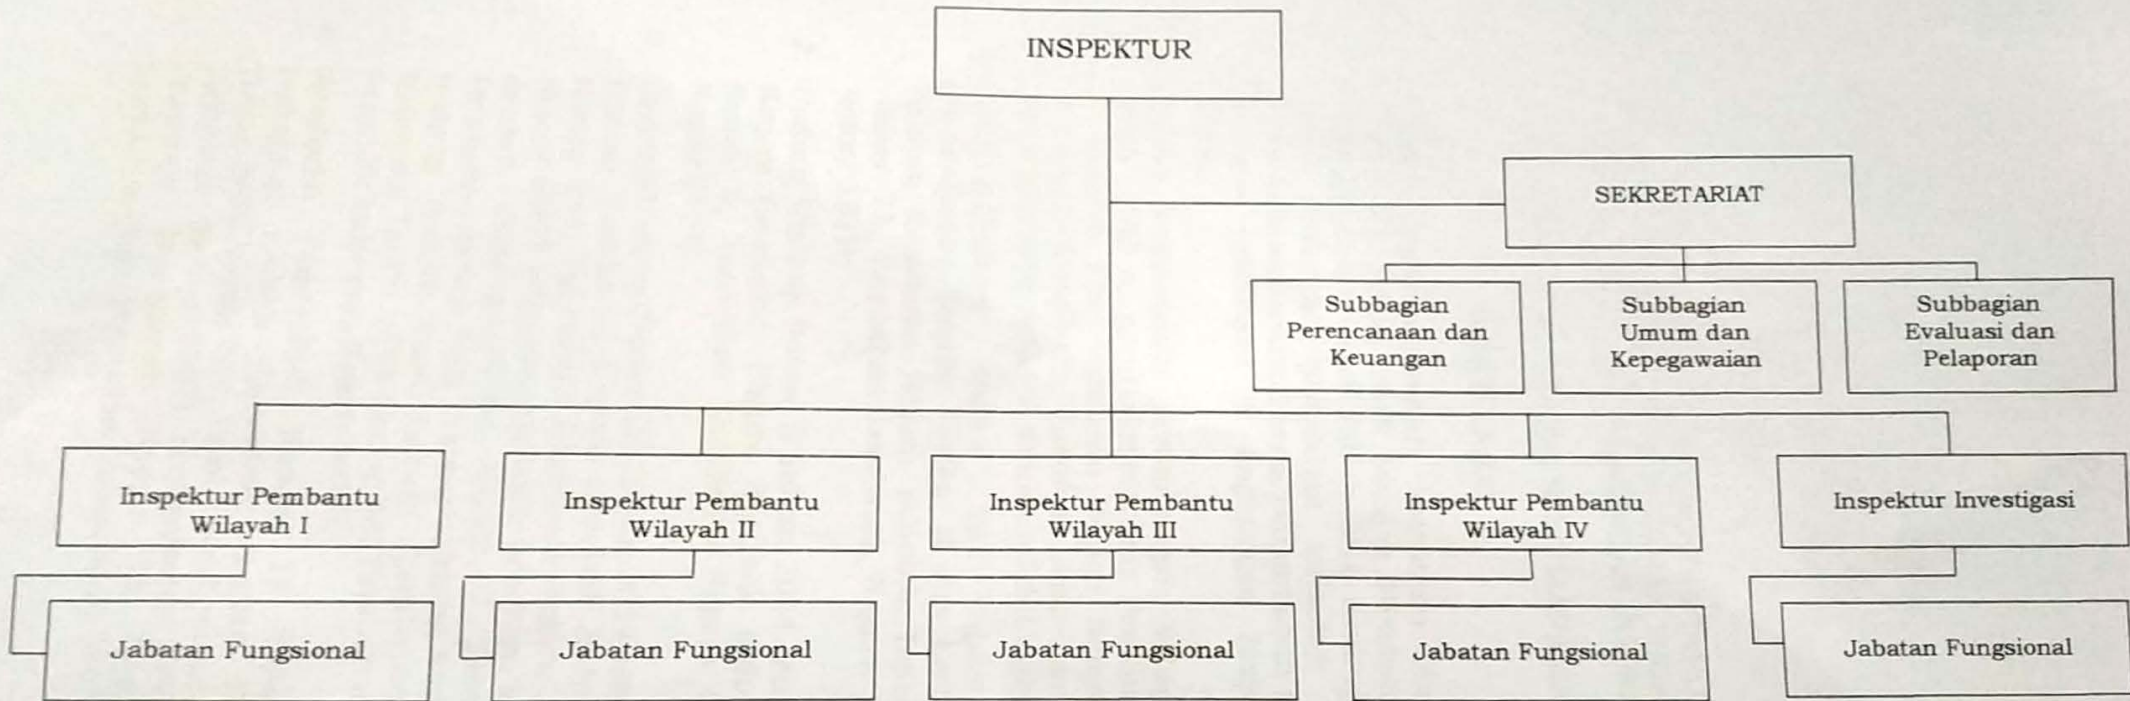 INSPEKTUR
SEKRETARIAT
Subbagian
Perencanaan dan
Keuangan
Subbagian
Umum dan
Kepegawaian
Subbagian
Evaluasi dan
Pelaporan
Inspektur Pembantu
Wilayah I
Inspektur Pembantu
Wilayah II
Inspektur Pembantu
Wilayah III
Inspektur Pembantu
Wilayah IV
Inspektur Investigasi
Jabatan Fungsional
Jabatan Fungsional
Jabatan Fungsional
Jabatan Fungsional
Jabatan Fungsional